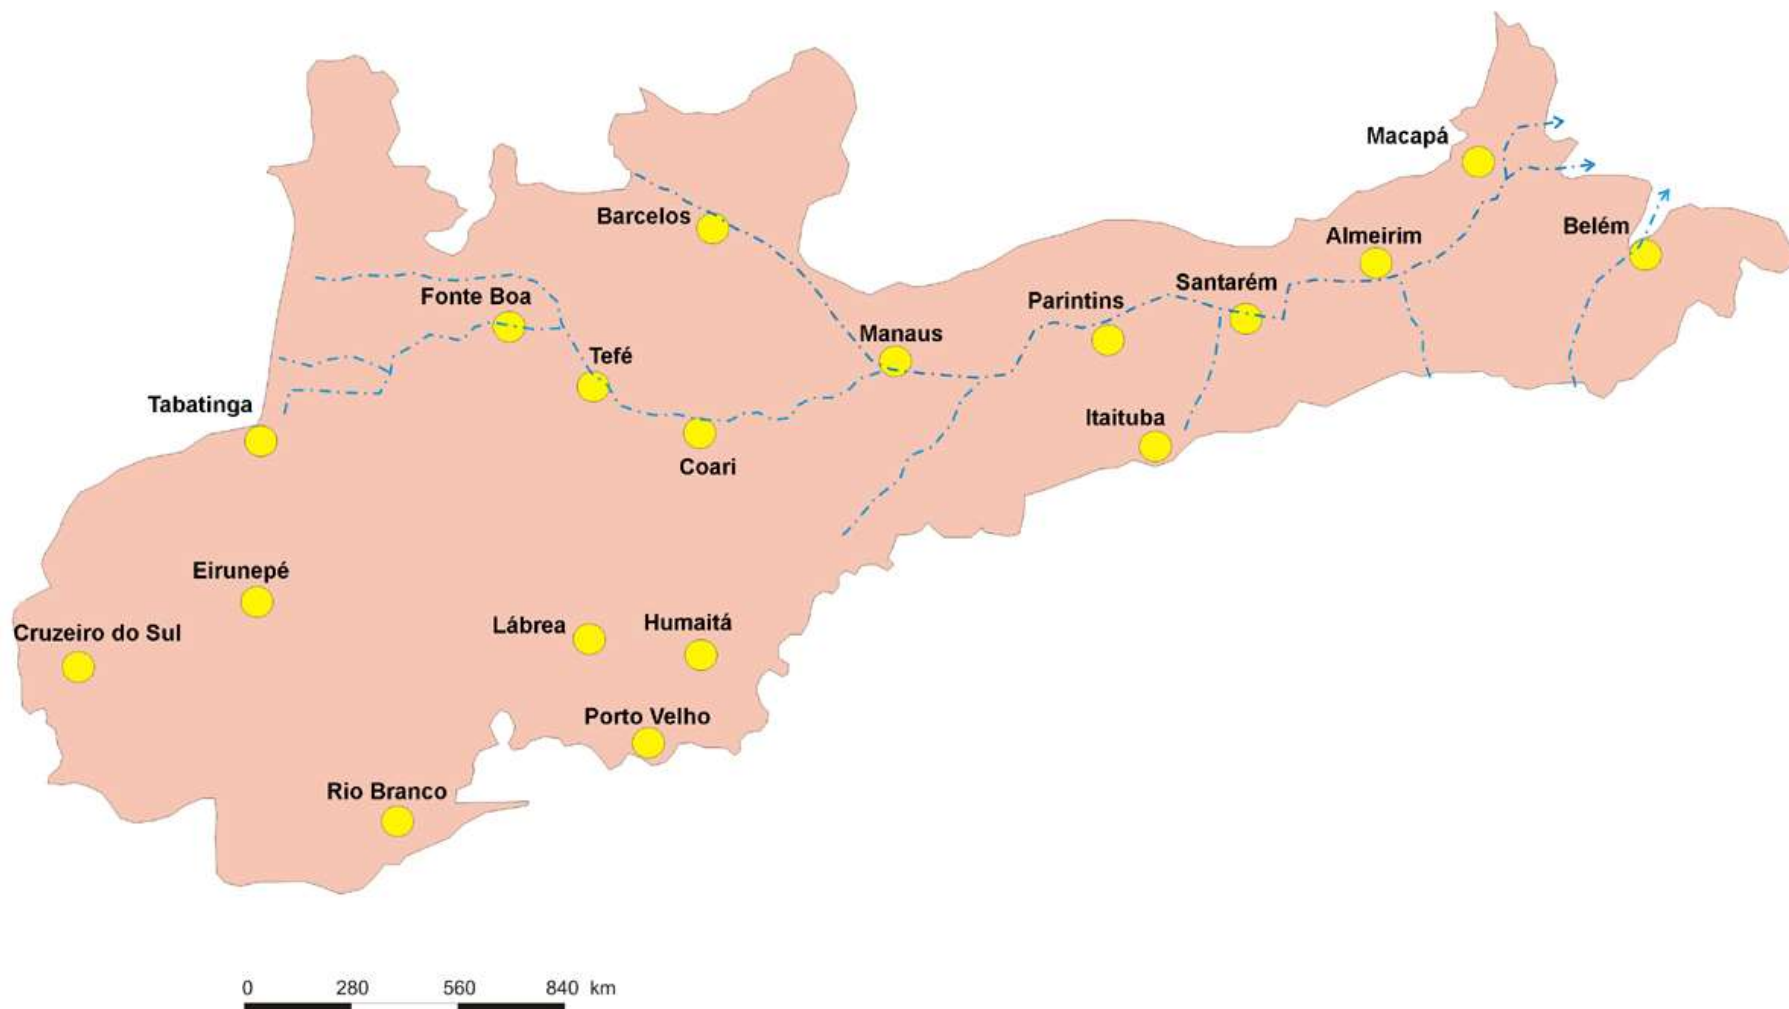 Macapá
Barcelos
Belém
Almeirim
Santarém
Fonte Boa
Parintins
Manaus
Tefé
Tabatinga
Itaituba
Coari
Eirunepé
Lábrea
Humaitá
Cruzeiro do Sul
Porto Velho
Rio Branco
0 280 560 840 km